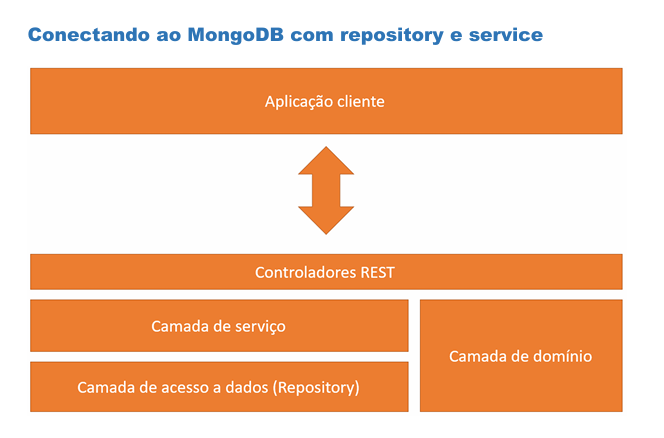 Conectando ao MongoDB com repository e service
Aplicação cliente
Controladores REST
Camada de serviço
Camada de domínio
Camada de acesso a dados (Repository)